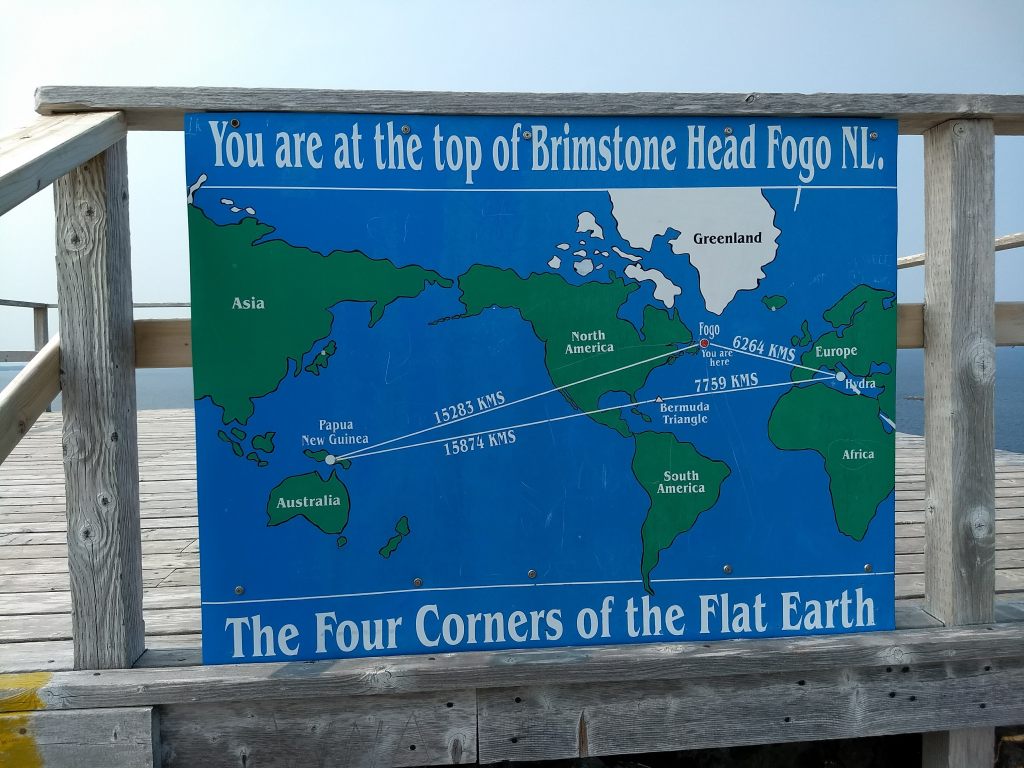 You are at the top of Brimstone Head Fogo NL.
Greenland
Asia
North
America
Fogo
You are
here
6264 KMS
Europe
Hydra
7759 KMS
15283 KMS
Bermuda
Triangle
Papua
New Guinea
15874 KMS
Africa
South
America
Australia
The Four Corners of the Flat Earth